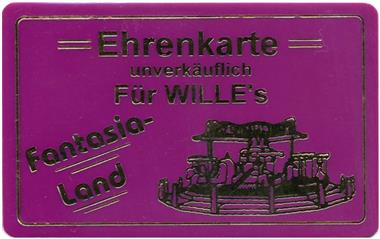 Ehrenkarte
unverkäuflich
Für WILLE's
Fantasia-
Land